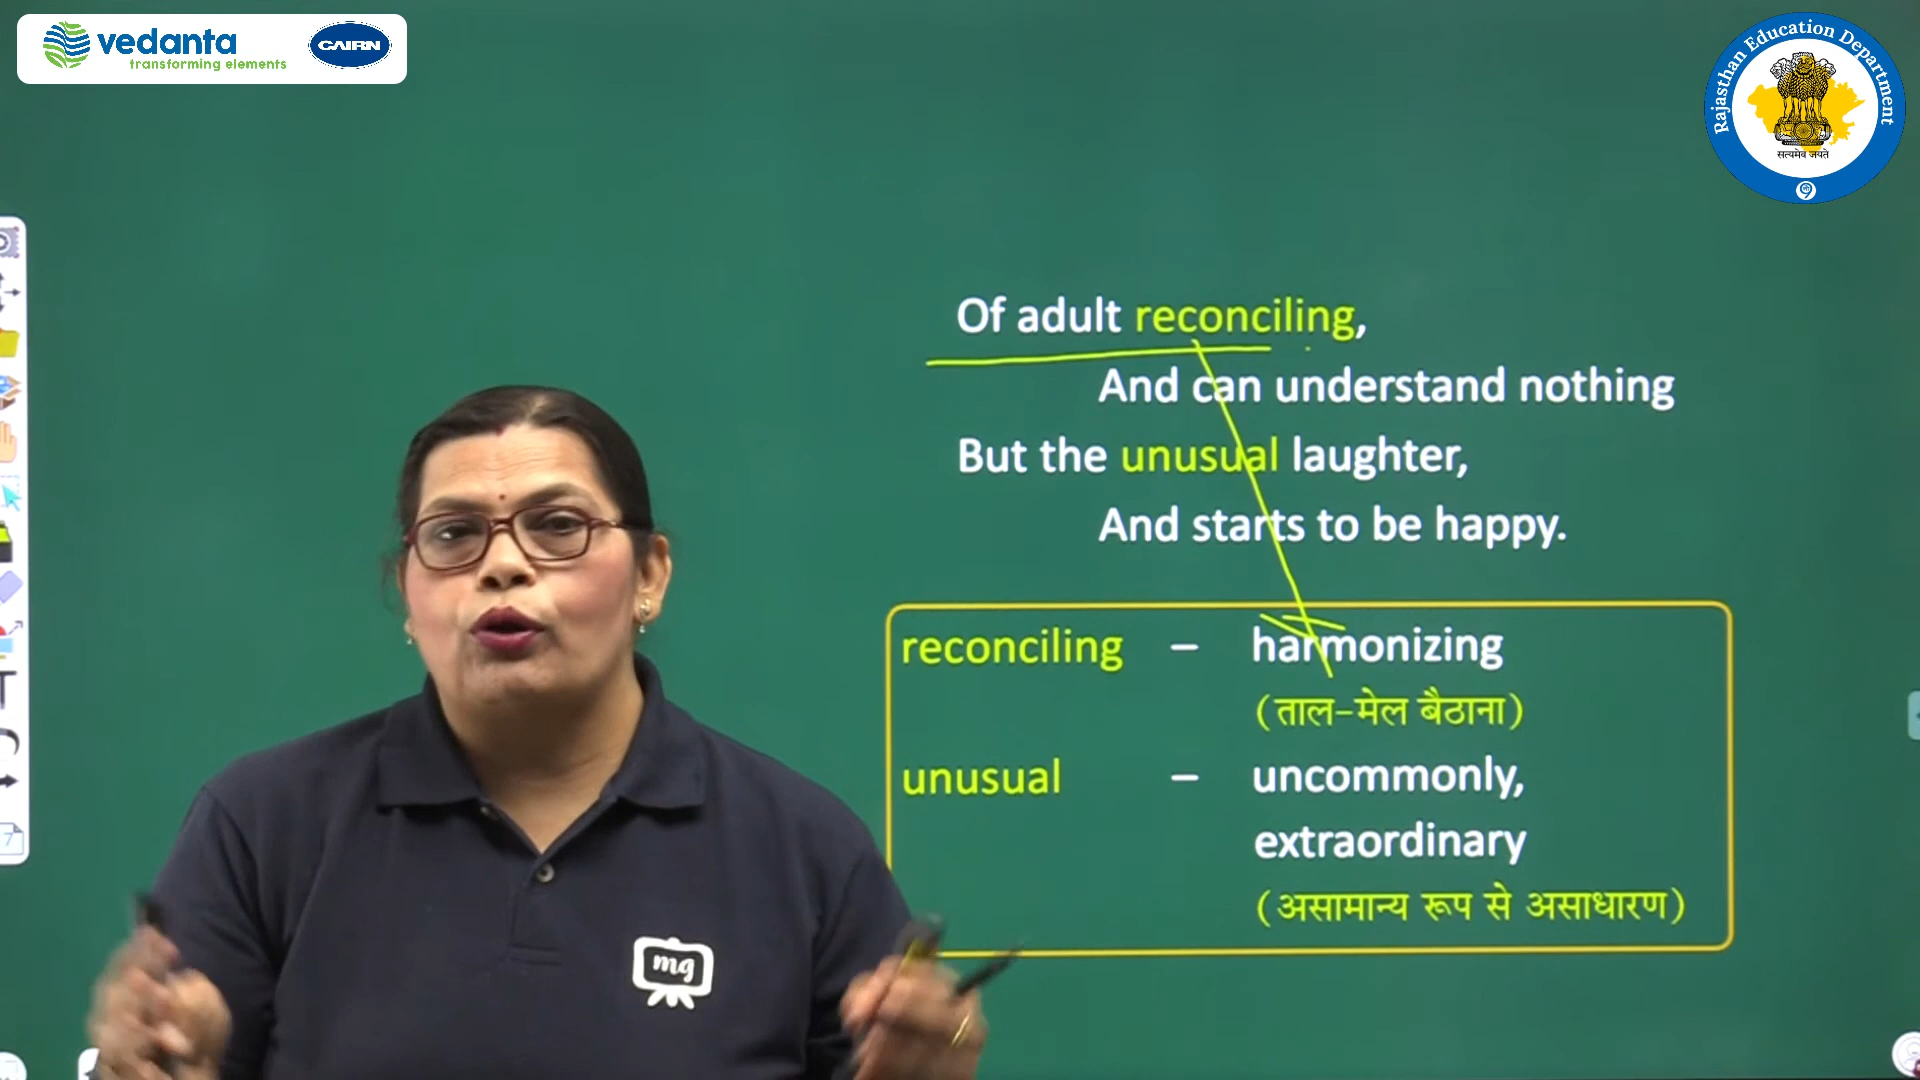 vedanta
transforming elements
CAIRN
Rajasthan Education Department
सत्यमेव जयते
Of adult reconciling,
And can understand nothing
But the unusual laughter,
And starts to be happy.
reconciling – harmonizing
(ताल-मेल बैठाना)
unusual – uncommonly,
extraordinary
(असामान्य रूप से असाधारण)
mg
T
7